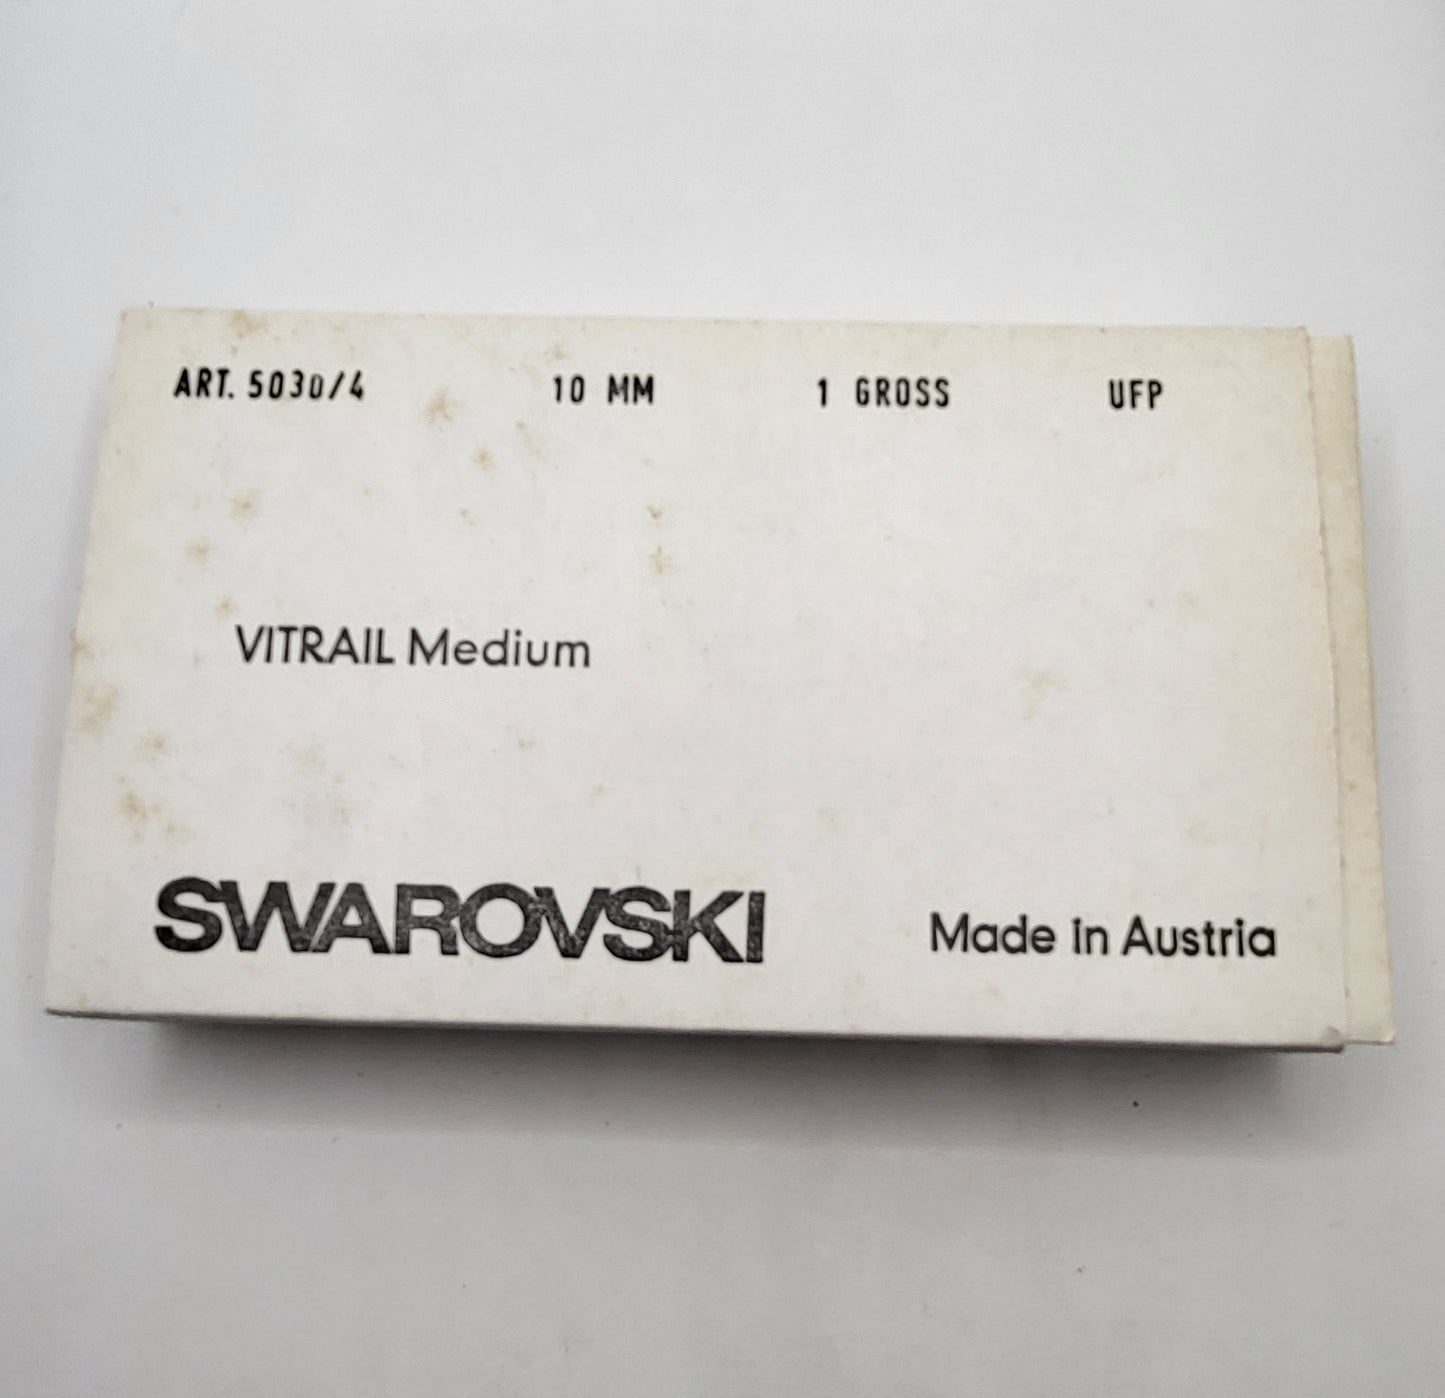 ART. 5030/4 10 MM 1 GROSS UFP
VITRAIL Medium
SWAROVSKI Made in Austria